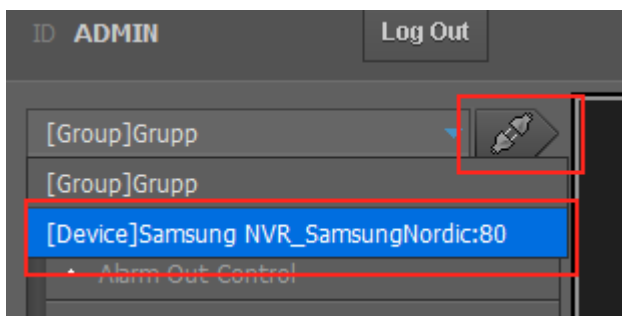 ID ADMIN Log Out
[Group]Grupp
[Group]Grupp
[Device]Samsung NVR_SamsungNordic:80
Alarm Out Control